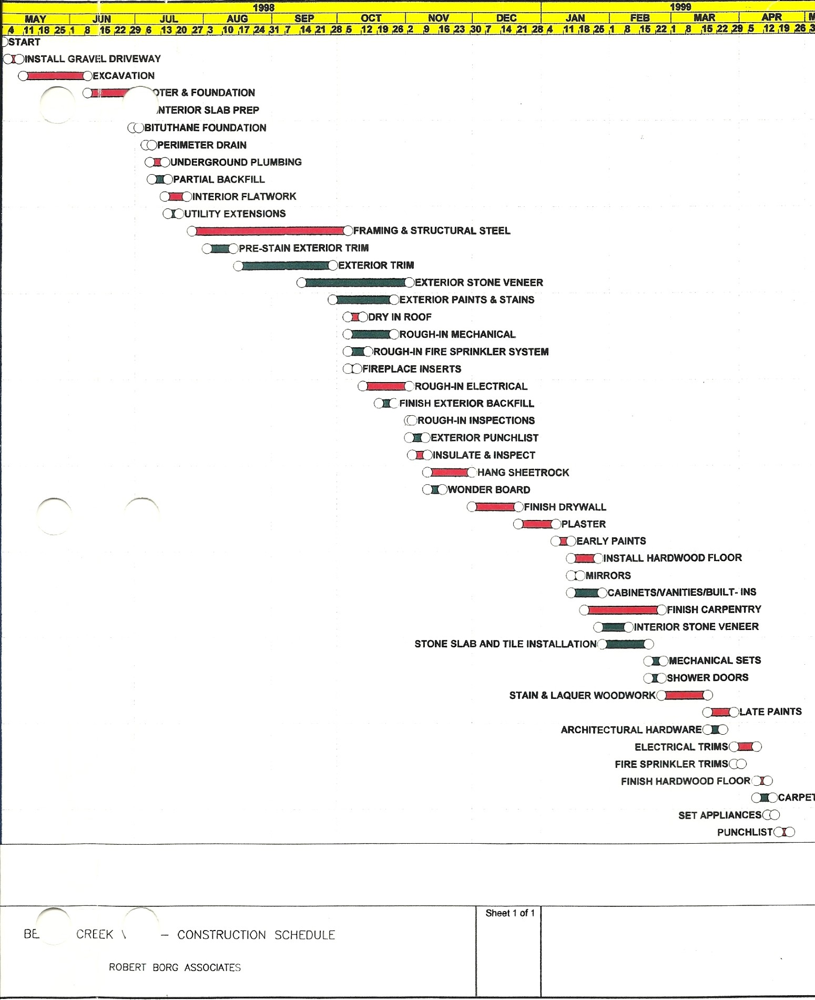 1998 1999
MAY JUN JUL AUG SEP OCT NOV DEC JAN FEB MAR APR M
4 11 18 25 1 8 15 22 29 6 13 20 27 3 10 17 24 31 7 14 21 28 5 12 19 26 2 9 16 23 30 7 14 21 28 4 11 18 25 1 8 15 22 1 8 15 22 29 5 12 19 26 3
START
INSTALL GRAVEL DRIVEWAY
EXCAVATION
OTER & FOUNDATION
INTERIOR SLAB PREP
BITUTHANE FOUNDATION
PERIMETER DRAIN
UNDERGROUND PLUMBING
PARTIAL BACKFILL
INTERIOR FLATWORK
UTILITY EXTENSIONS
FRAMING & STRUCTURAL STEEL
PRE-STAIN EXTERIOR TRIM
EXTERIOR TRIM
EXTERIOR STONE VENEER
EXTERIOR PAINTS & STAINS
DRY IN ROOF
ROUGH-IN MECHANICAL
ROUGH-IN FIRE SPRINKLER SYSTEM
FIREPLACE INSERTS
ROUGH-IN ELECTRICAL
FINISH EXTERIOR BACKFILL
ROUGH-IN INSPECTIONS
EXTERIOR PUNCHLIST
INSULATE & INSPECT
HANG SHEETROCK
WONDER BOARD
FINISH DRYWALL
PLASTER
EARLY PAINTS
INSTALL HARDWOOD FLOOR
MIRRORS
CABINETS/VANITIES/BUILT- INS
FINISH CARPENTRY
INTERIOR STONE VENEER
STONE SLAB AND TILE INSTALLATION
MECHANICAL SETS
SHOWER DOORS
STAIN & LAQUER WOODWORK
LATE PAINTS
ARCHITECTURAL HARDWARE
ELECTRICAL TRIMS
FIRE SPRINKLER TRIMS
FINISH HARDWOOD FLOOR
CARPET
SET APPLIANCES
PUNCHLIST
Sheet 1 of 1
BE CREEK – CONSTRUCTION SCHEDULE
ROBERT BORG ASSOCIATES